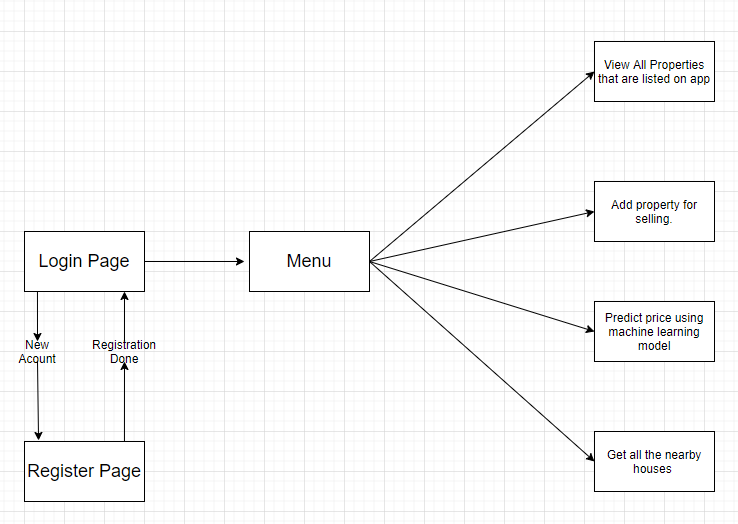 View All Properties
that are listed on app
Add property for
selling.
Login Page
Menu
Predict price using
machine learning
model
New
Acount
Registration
Done
Get all the nearby
houses
Register Page